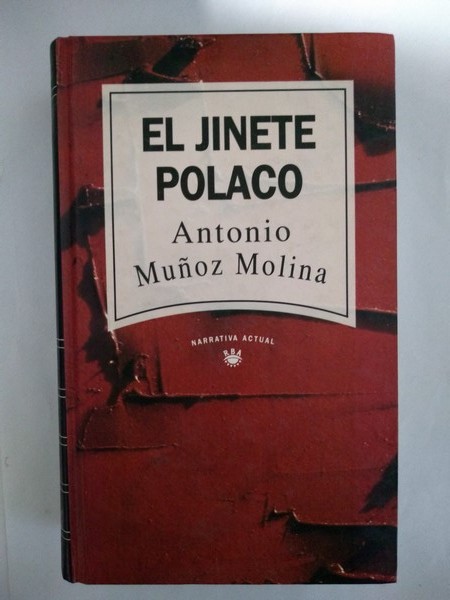 EL JINETE
POLACO
Antonio
Muñoz Molina
NARRATIVA ACTUAL
RBA